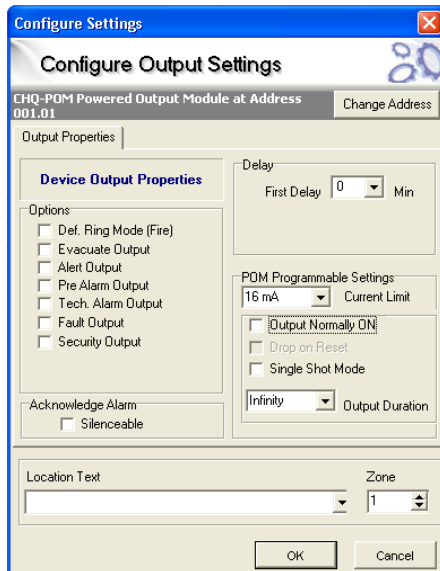 Configure Settings
Configure Output Settings
CHQ-POM Powered Output Module at Address
001.01
Change Address
Output Properties
Device Output Properties
Options
Def. Ring Mode (Fire)
Evacuate Output
Alert Output
Pre Alarm Output
Tech. Alarm Output
Fault Output
Security Output
Acknowledge Alarm
Silenceable
Delay
First Delay 0 Min
POM Programmable Settings
16 mA Current Limit
Output Normally ON
Drop on Reset
Single Shot Mode
Infinity Output Duration
Location Text Zone
1
OK Cancel